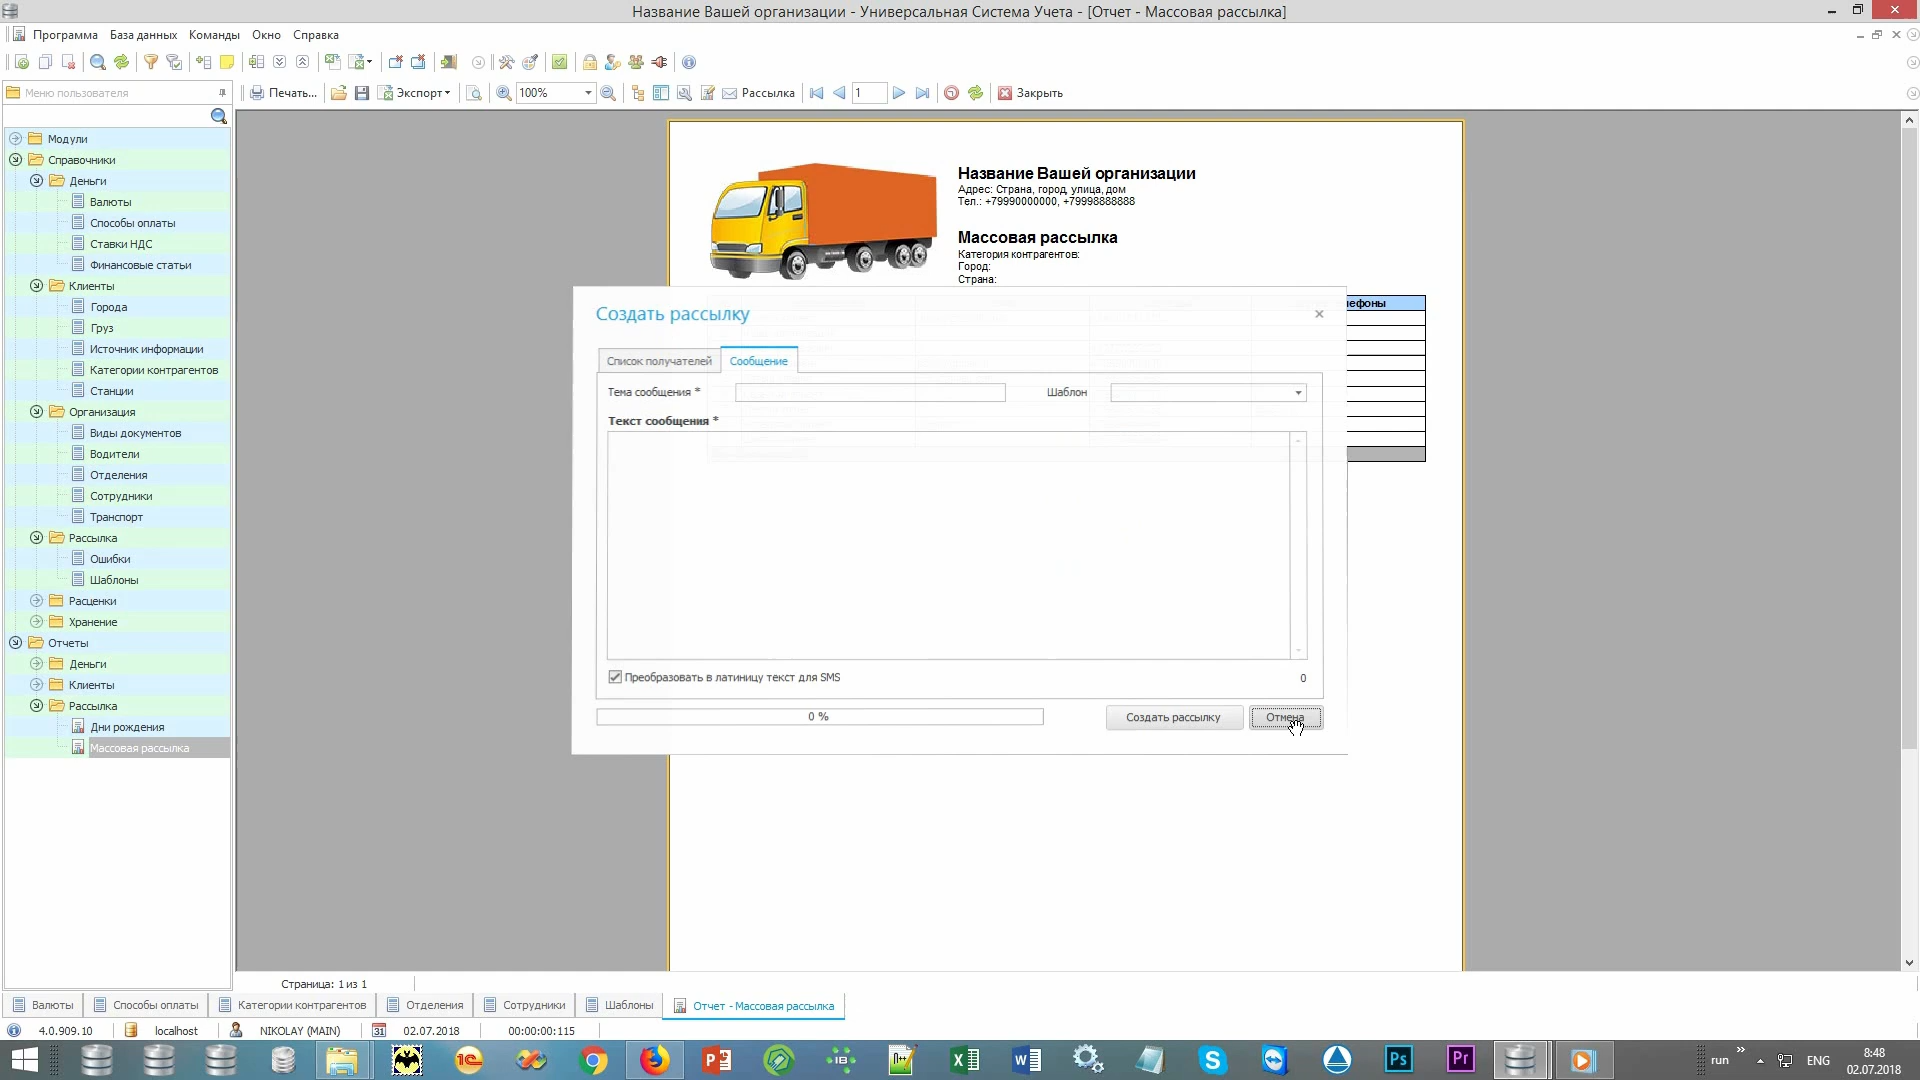 Название Вашей организации - Универсальная Система Учета - [Отчет - Массовая рассылка]
Программа База данных Команды Окно Справка
Меню пользователя
Печать... Экспорт 100% Рассылка 1 Закрыть
Модули
Справочники
Деньги
Валюты
Способы оплаты
Ставки НДС
Финансовые статьи
Клиенты
Города
Груз
Источник информации
Категории контрагентов
Станции
Организация
Виды документов
Водители
Отделения
Сотрудники
Транспорт
Рассылка
Ошибки
Шаблоны
Расценки
Хранение
Отчеты
Деньги
Клиенты
Рассылка
Дни рождения
Массовая рассылка
Название Вашей организации
Адрес: Страна, город, улица, дом
Тел.: +79990000000, +79998888888
Массовая рассылка
Категория контрагентов:
Город:
Страна:
лефоны
Создать рассылку
Список получателей Сообщение
Тема сообщения * Шаблон
Текст сообщения *
Преобразовать в латиницу текст для SMS 0
0 % Создать рассылку Отмена
Страница: 1 из 1
Валюты Способы оплаты Категории контрагентов Отделения Сотрудники Шаблоны Отчет - Массовая рассылка
4.0.909.10 localhost NIKOLAY (MAIN) 31 02.07.2018 00:00:00:115
run ENG 8:48
02.07.2018